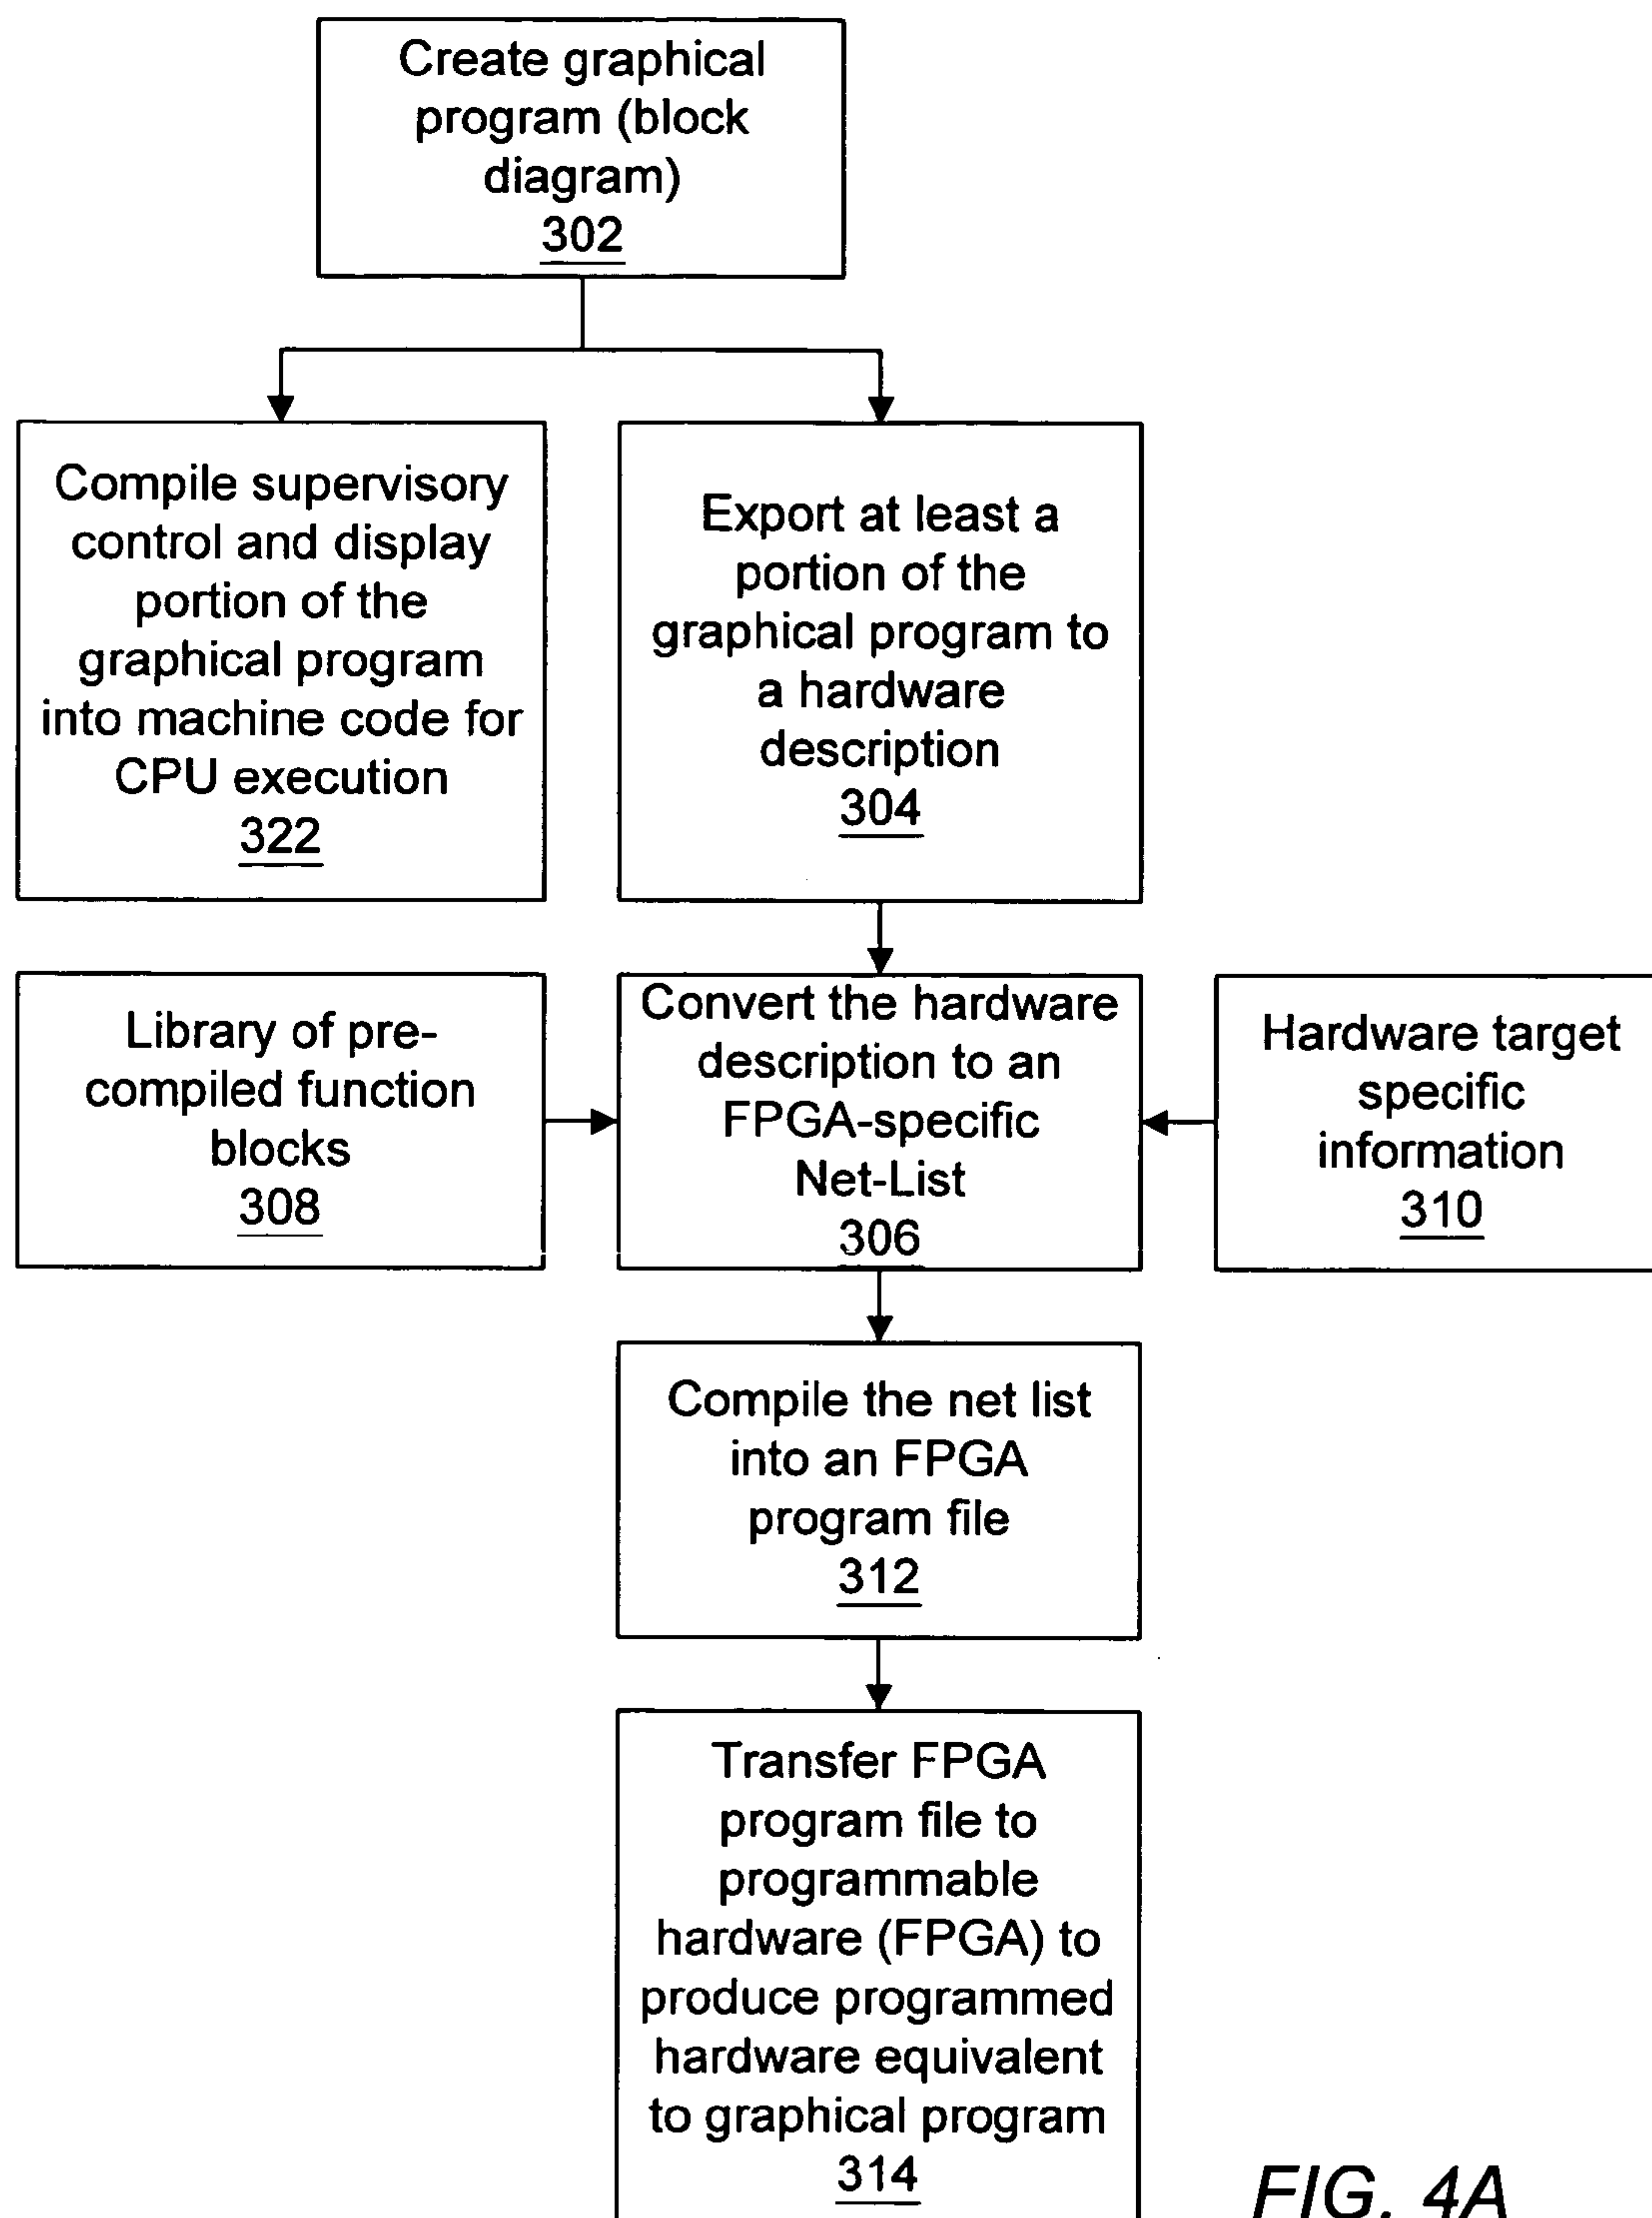 Create graphical
program (block
diagram)
302
Compile supervisory
control and display
portion of the
graphical program
into machine code for
CPU execution
322
Export at least a
portion of the
graphical program to
a hardware
description
304
Library of pre-
compiled function
blocks
308
Convert the hardware
description to an
FPGA-specific
Net-List
306
Hardware target
specific
information
310
Compile the net list
into an FPGA
program file
312
Transfer FPGA
program file to
programmable
hardware (FPGA) to
produce programmed
hardware equivalent
to graphical program
314
FIG. 4A